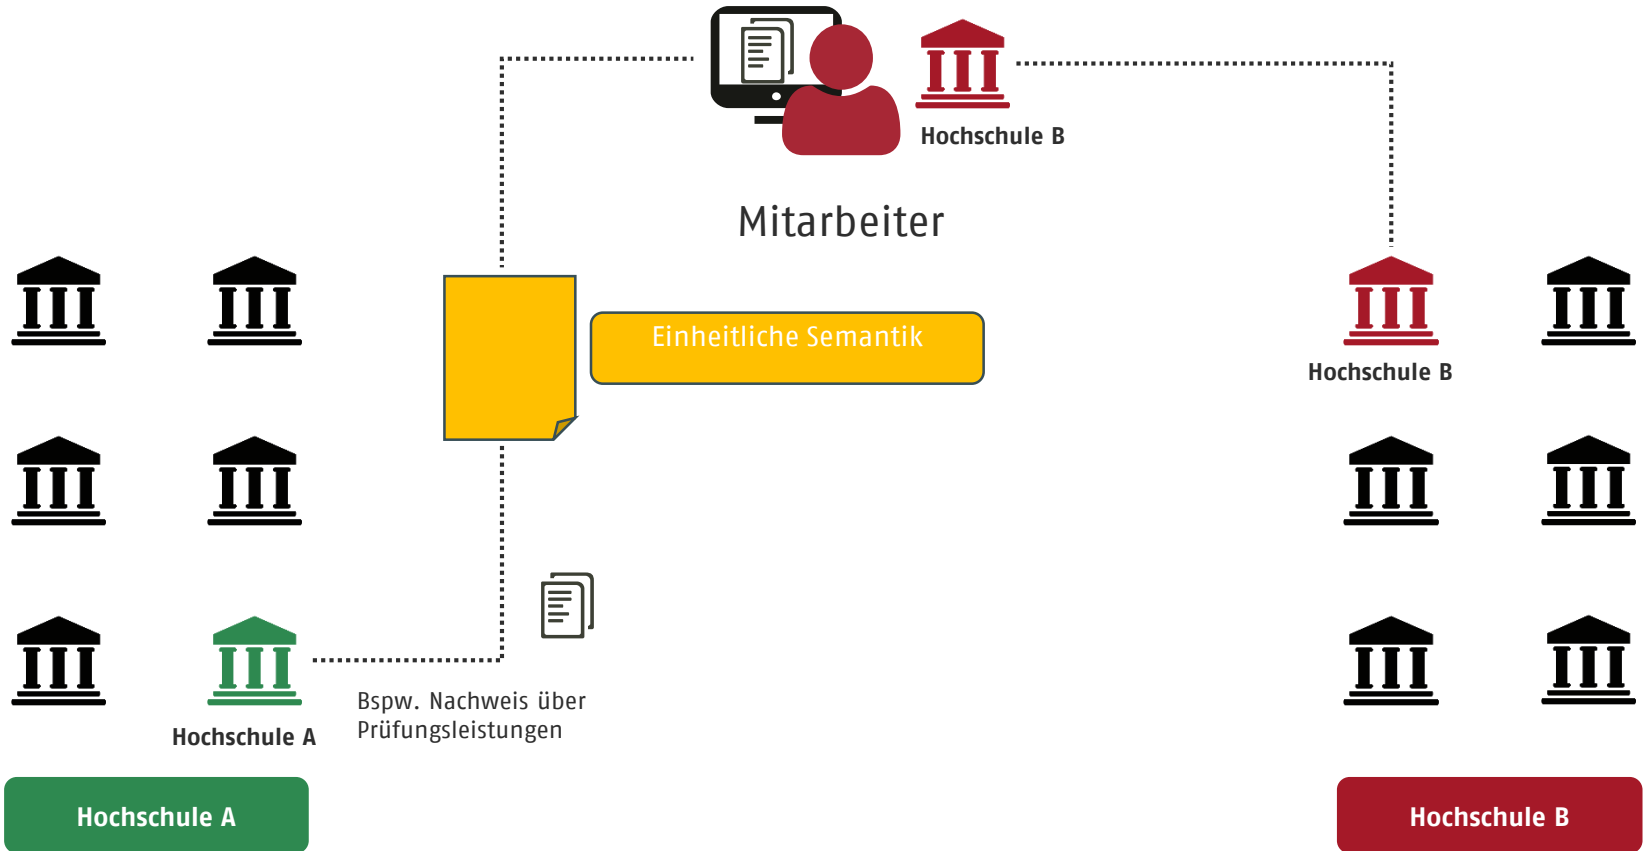 Hochschule B
Mitarbeiter
Einheitliche Semantik
Hochschule B
Bspw. Nachweis über
Prüfungsleistungen
Hochschule A
Hochschule A
Hochschule B